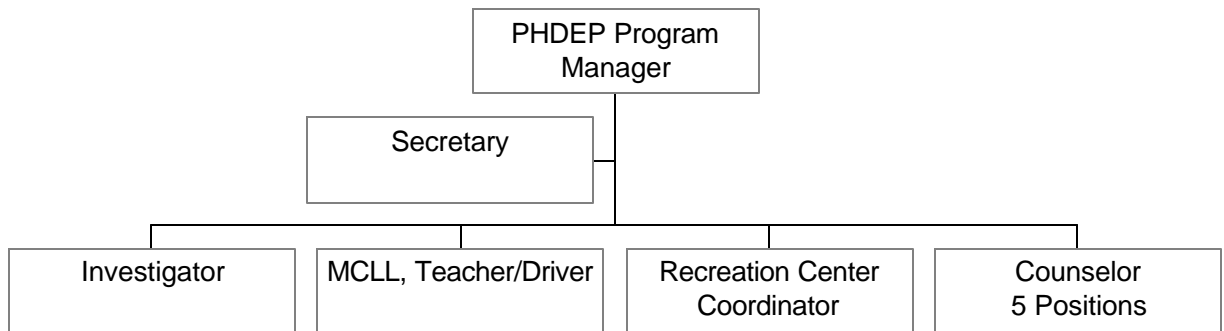 PHDEP Program
Manager
Secretary
Investigator
MCLL, Teacher/Driver
Recreation Center
Coordinator
Counselor
5 Positions